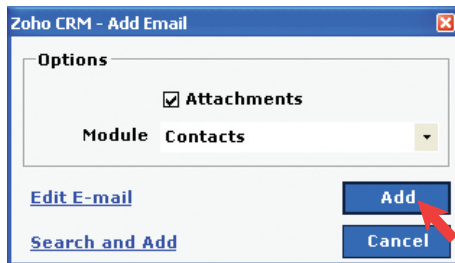 Zoho CRM - Add Email
Options
Attachments
Module Contacts
Edit E-mail Add
Search and Add Cancel